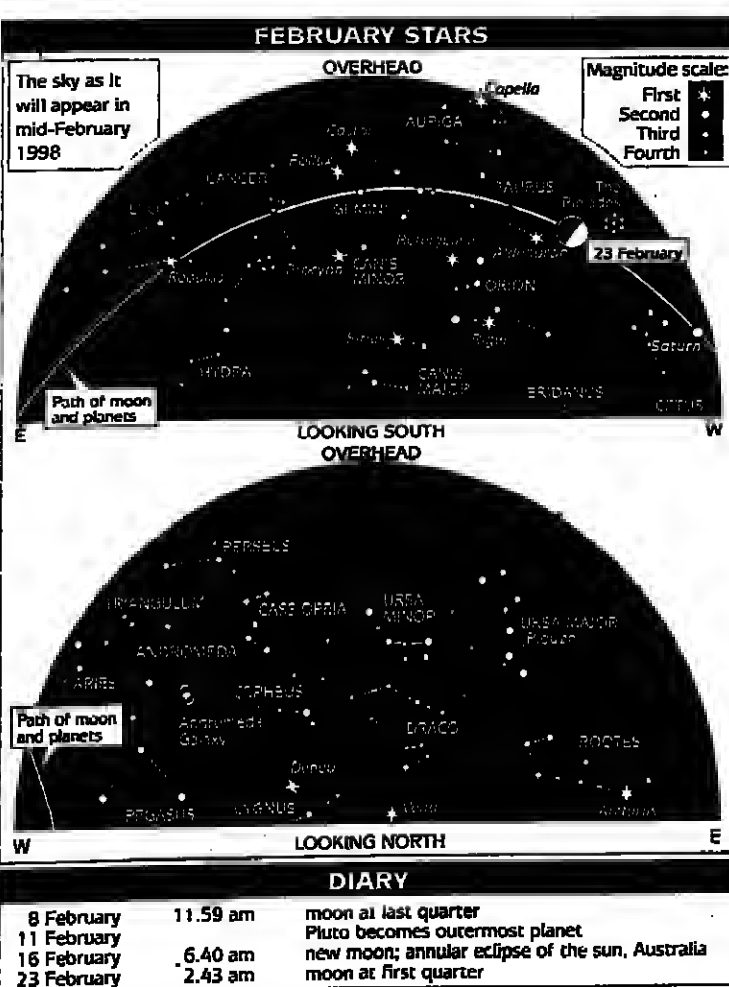 FEBRUARY STARS
The sky as it
will appear in
mid-February
1998
OVERHEAD
Magnitude scale:
First
Second
Third
Fourth
Capella
AURIGA
Castor
Pollux
CANCER
TAURUS
The
Pleiades
LEO
GEMINI
Betelgeuse
Aldebaran
23 February
Regulus
Procyon
CANIS
MINOR
ORION
Sirius
Rigel
Saturn
HYDRA
CANIS
MAJOR
ERIDANUS
CETUS
Path of moon
and planets
E
LOOKING SOUTH
W
OVERHEAD
PERSEUS
TRIANGULUM
CASSIOPEIA
URSA
MINOR
URSA MAJOR
ANDROMEDA
ARIES
CEPHEUS
Path of moon
and planets
Andromeda
Galaxy
DRACO
BOOTES
Deneb
PEGASUS
CYGNUS
Vega
Arcturus
W
LOOKING NORTH
E
DIARY
8 February 11.59 am moon at last quarter
11 February Pluto becomes outermost planet
16 February 6.40 am new moon; annular eclipse of the sun, Australia
23 February 2.43 am moon at first quarter